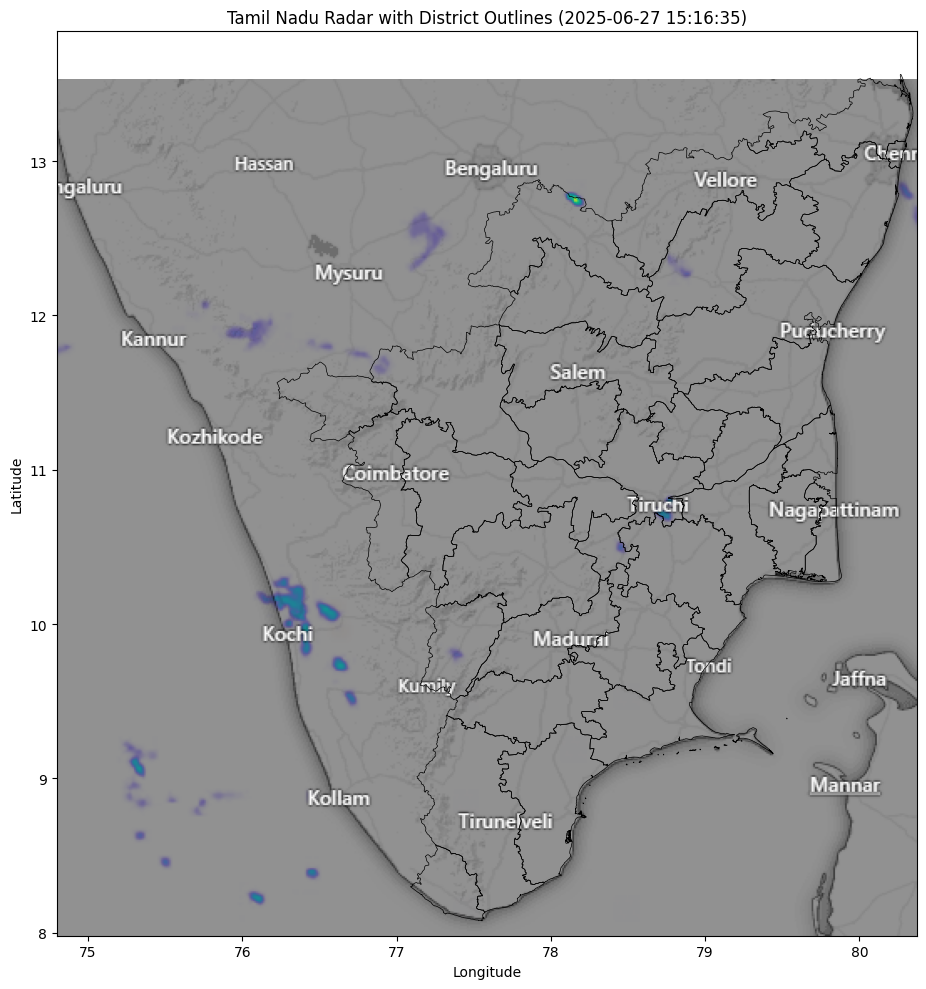 Tamil Nadu Radar with District Outlines (2025-06-27 15:16:35)
13
12
11
10
9
8
Latitude
Hassan
Bengaluru
Chenn
Vellore
ngaluru
Mysuru
Kannur
Puducherry
Salem
Kozhikode
Coimbatore
Tiruchi
Nagapattinam
Kochi
Madurai
Tondi
Kumily
Jaffna
Kollam
Mannar
Tirunelveli
75
76
77
78
79
80
Longitude